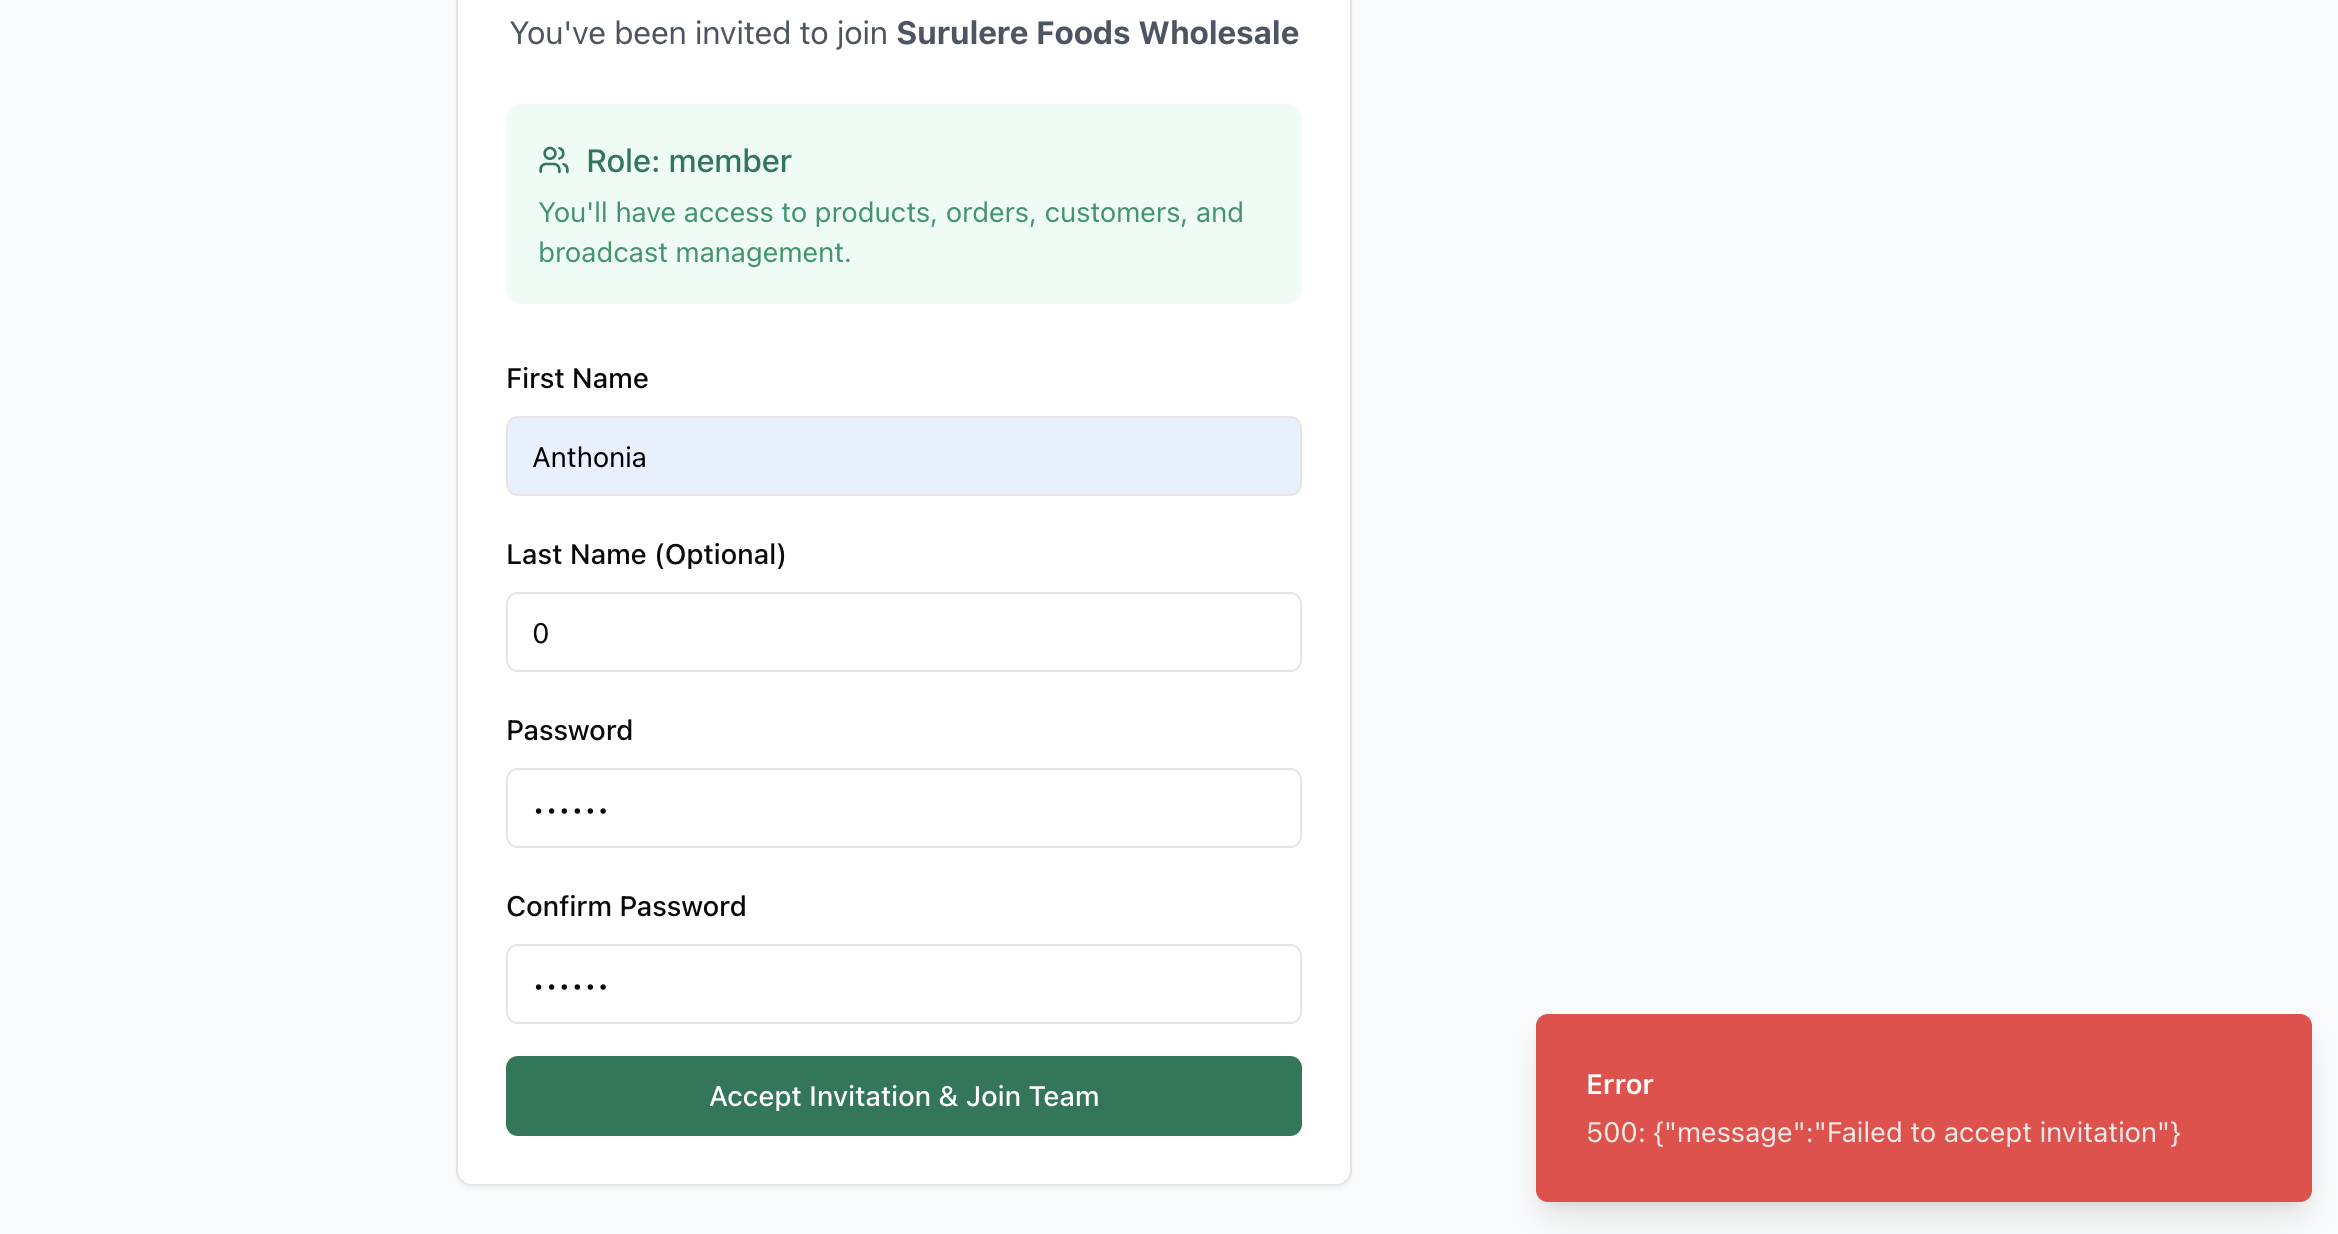 You've been invited to join Surulere Foods Wholesale
Role: member
You'll have access to products, orders, customers, and
broadcast management.
First Name
Anthonia
Last Name (Optional)
0
Password
••••••
Confirm Password
••••••
Accept Invitation & Join Team
Error
500: {"message":"Failed to accept invitation"}